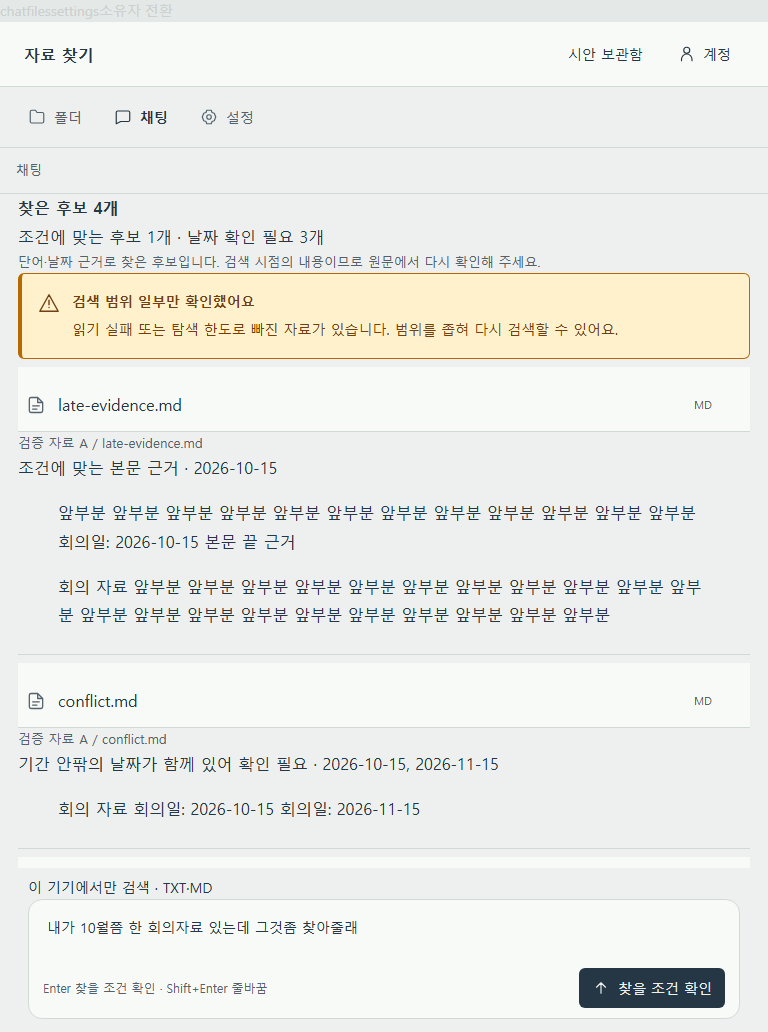 chatfilessettings소유자 전환
자료 찾기
시안 보관함
계정
폴더
채팅
설정
채팅
찾은 후보 4개
조건에 맞는 후보 1개 · 날짜 확인 필요 3개
단어·날짜 근거로 찾은 후보입니다. 검색 시점의 내용이므로 원문에서 다시 확인해 주세요.
검색 범위 일부만 확인했어요
읽기 실패 또는 탐색 한도로 빠진 자료가 있습니다. 범위를 좁혀 다시 검색할 수 있어요.
late-evidence.md
MD
검증 자료 A / late-evidence.md
조건에 맞는 본문 근거 · 2026-10-15
앞부분 앞부분 앞부분 앞부분 앞부분 앞부분 앞부분 앞부분 앞부분 앞부분 앞부분 앞부분
회의일: 2026-10-15 본문 끝 근거
회의 자료 앞부분 앞부분 앞부분 앞부분 앞부분 앞부분 앞부분 앞부분 앞부분 앞부분 앞부
분 앞부분 앞부분 앞부분 앞부분 앞부분 앞부분 앞부분 앞부분 앞부분 앞부분
conflict.md
MD
검증 자료 A / conflict.md
기간 안팎의 날짜가 함께 있어 확인 필요 · 2026-10-15, 2026-11-15
회의 자료 회의일: 2026-10-15 회의일: 2026-11-15
이 기기에서만 검색 · TXT·MD
내가 10월쯤 한 회의자료 있는데 그것좀 찾아줄래
Enter 찾을 조건 확인 · Shift+Enter 줄바꿈
찾을 조건 확인